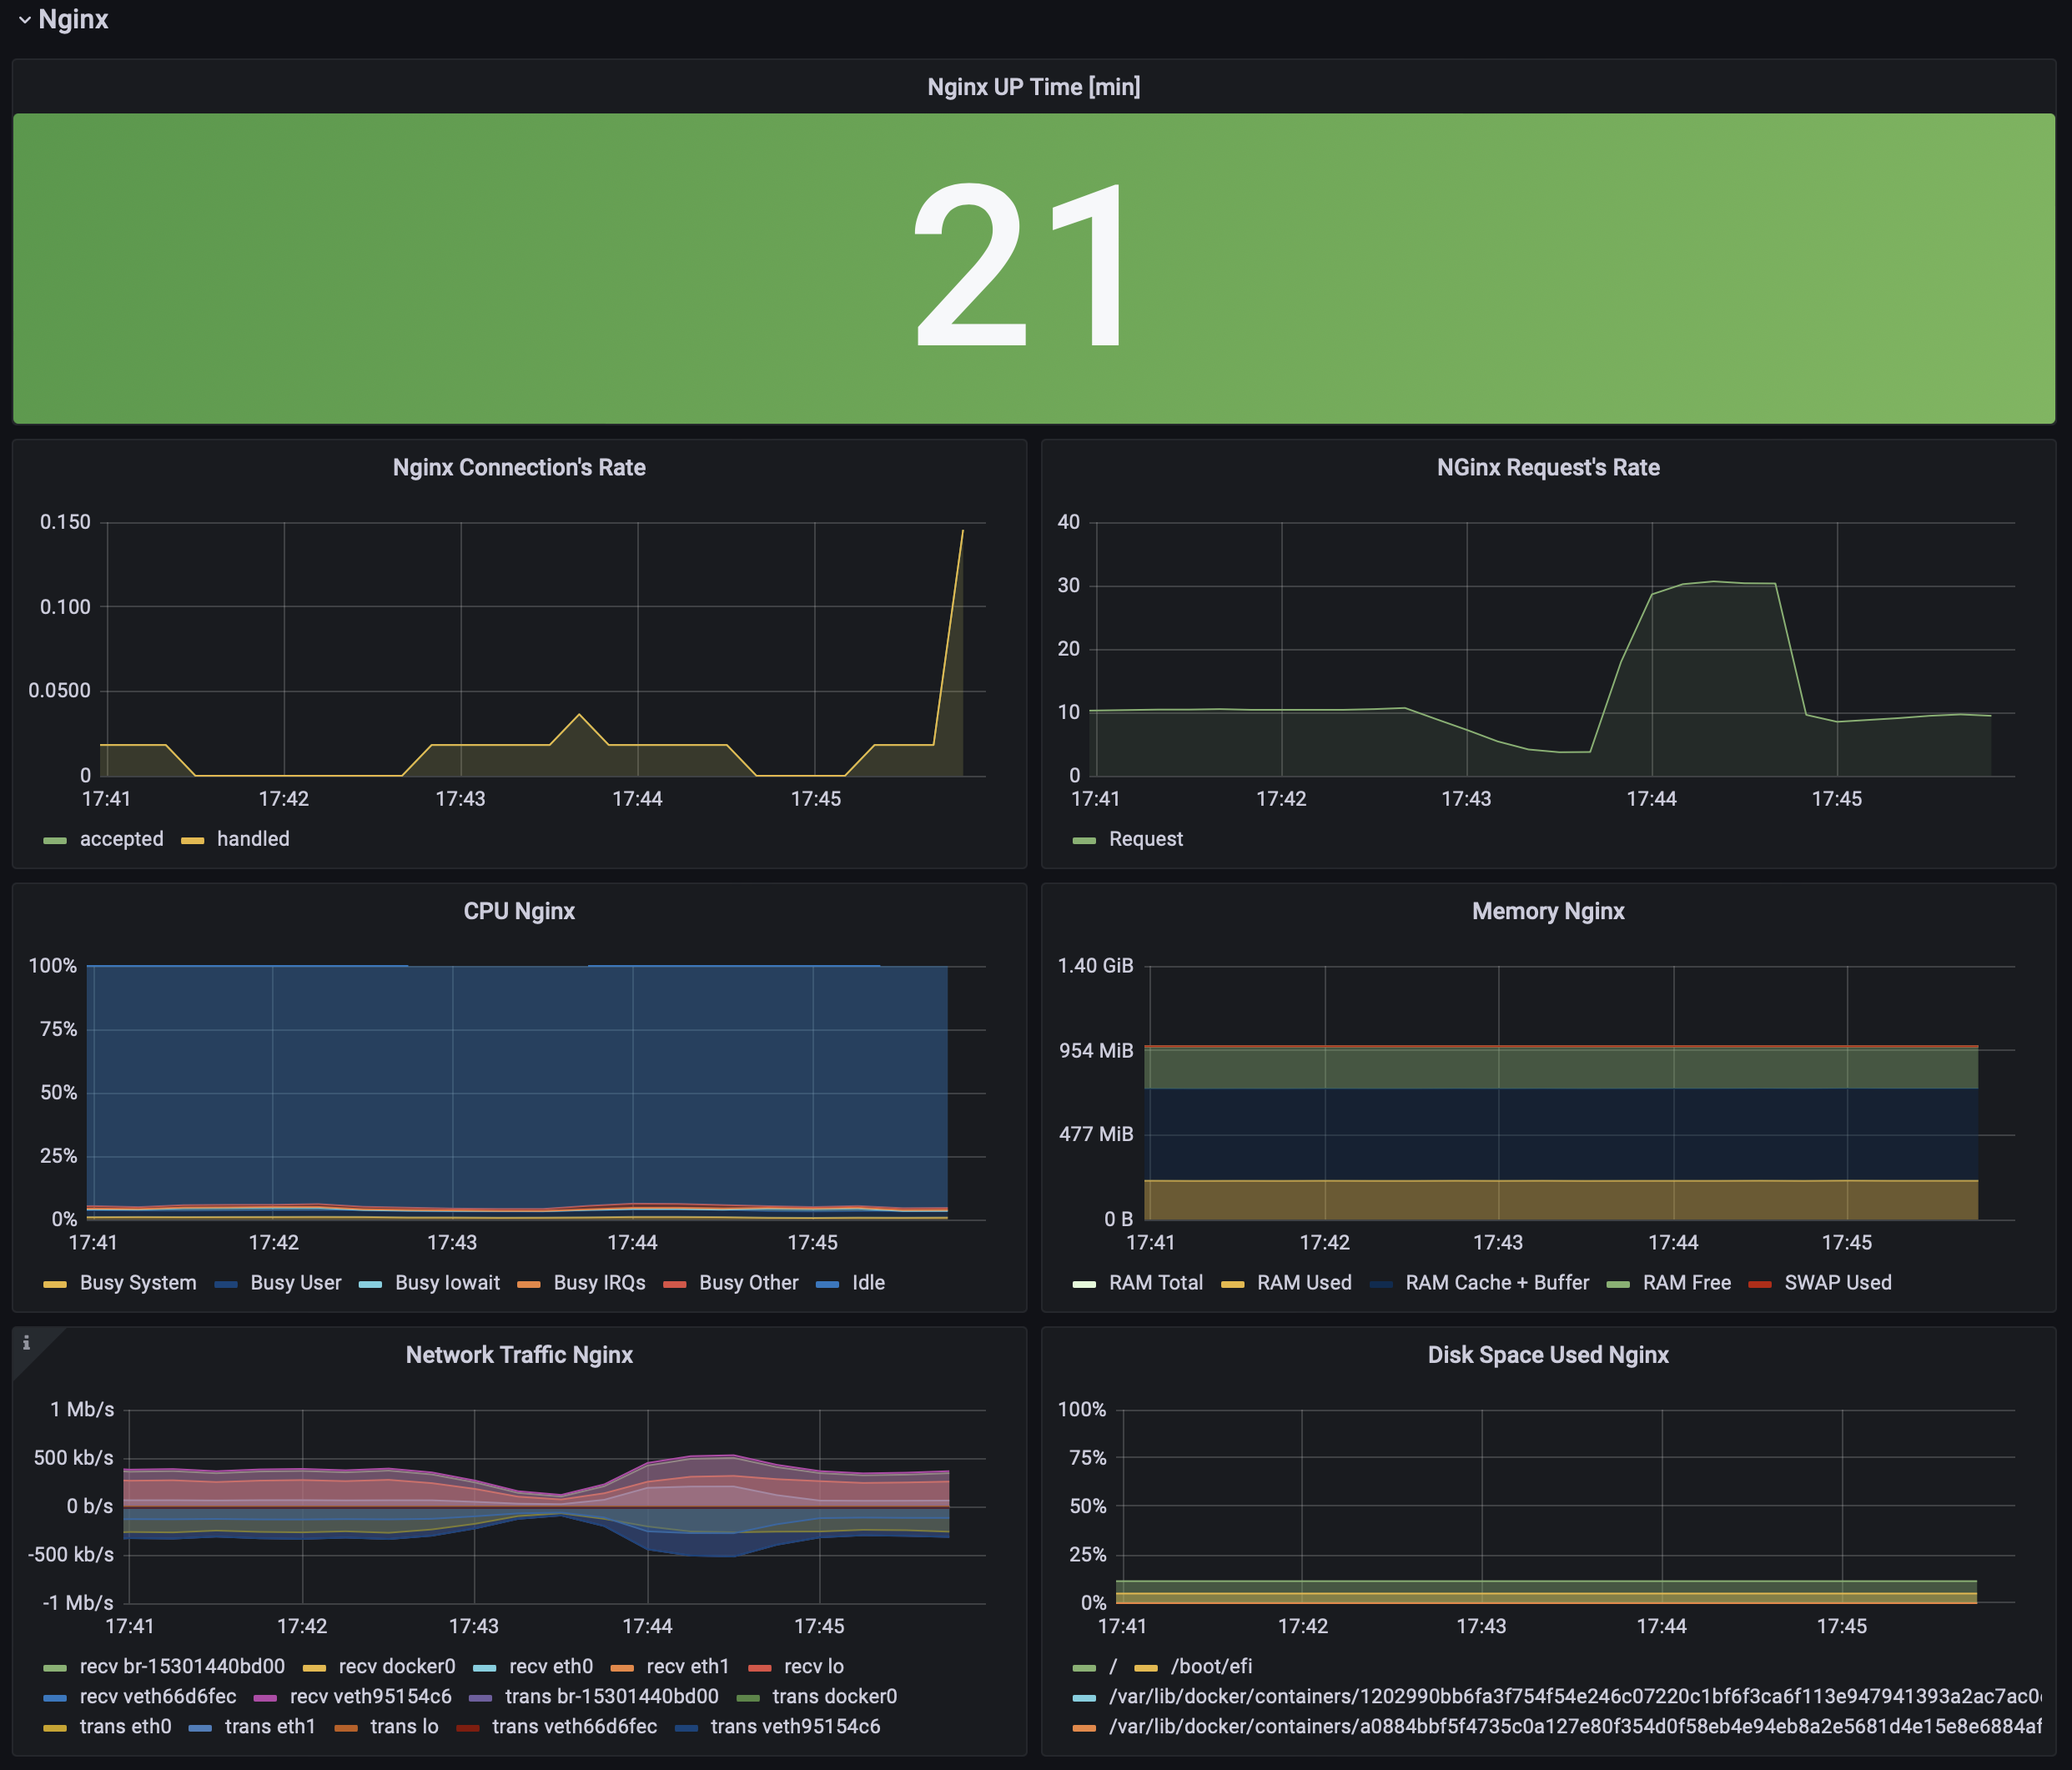 Nginx
Nginx UP Time [min]
21
Nginx Connection's Rate
0.150
0.100
0.0500
0
17:41 17:42 17:43 17:44 17:45
accepted handled
NGinx Request's Rate
40
30
20
10
0
17:41 17:42 17:43 17:44 17:45
Request
CPU Nginx
100%
75%
50%
25%
0%
17:41 17:42 17:43 17:44 17:45
Busy System Busy User Busy Iowait Busy IRQs Busy Other Idle
Memory Nginx
1.40 GiB
954 MiB
477 MiB
0 B
17:41 17:42 17:43 17:44 17:45
RAM Total RAM Used RAM Cache + Buffer RAM Free SWAP Used
i
Network Traffic Nginx
1 Mb/s
500 kb/s
0 b/s
-500 kb/s
-1 Mb/s
17:41 17:42 17:43 17:44 17:45
recv br-15301440bd00 recv docker0 recv eth0 recv eth1 recv lo
recv veth66d6fec recv veth95154c6 trans br-15301440bd00 trans docker0
trans eth0 trans eth1 trans lo trans veth66d6fec trans veth95154c6
Disk Space Used Nginx
100%
75%
50%
25%
0%
17:41 17:42 17:43 17:44 17:45
/ /boot/efi
/var/lib/docker/containers/1202990bb6fa3f754f54e246c07220c1bf6f3ca6f113e947941393a2ac7ac0
/var/lib/docker/containers/a0884bbf5f4735c0a127e80f354d0f58eb4e94eb8a2e5681d4e15e8e6884af